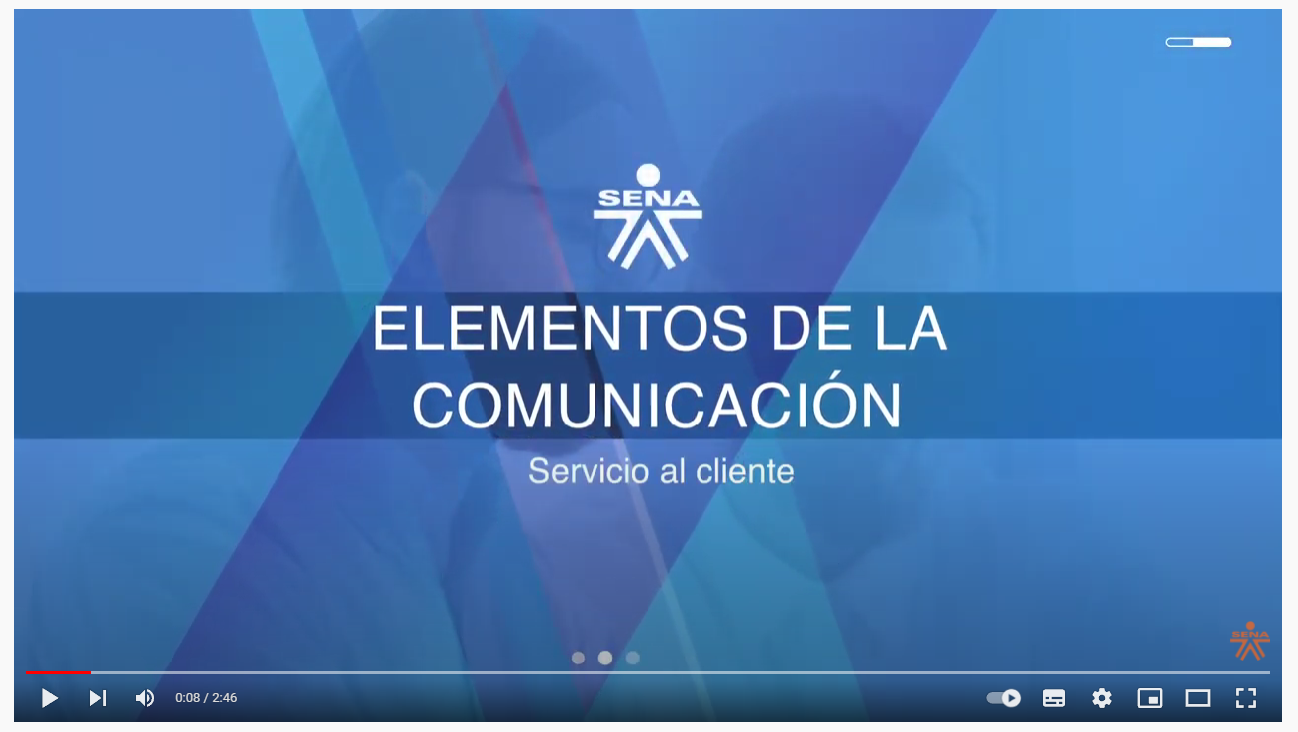 SENA
ELEMENTOS DE LA
COMUNICACIÓN
Servicio al cliente
SENA
0:08 / 2:46